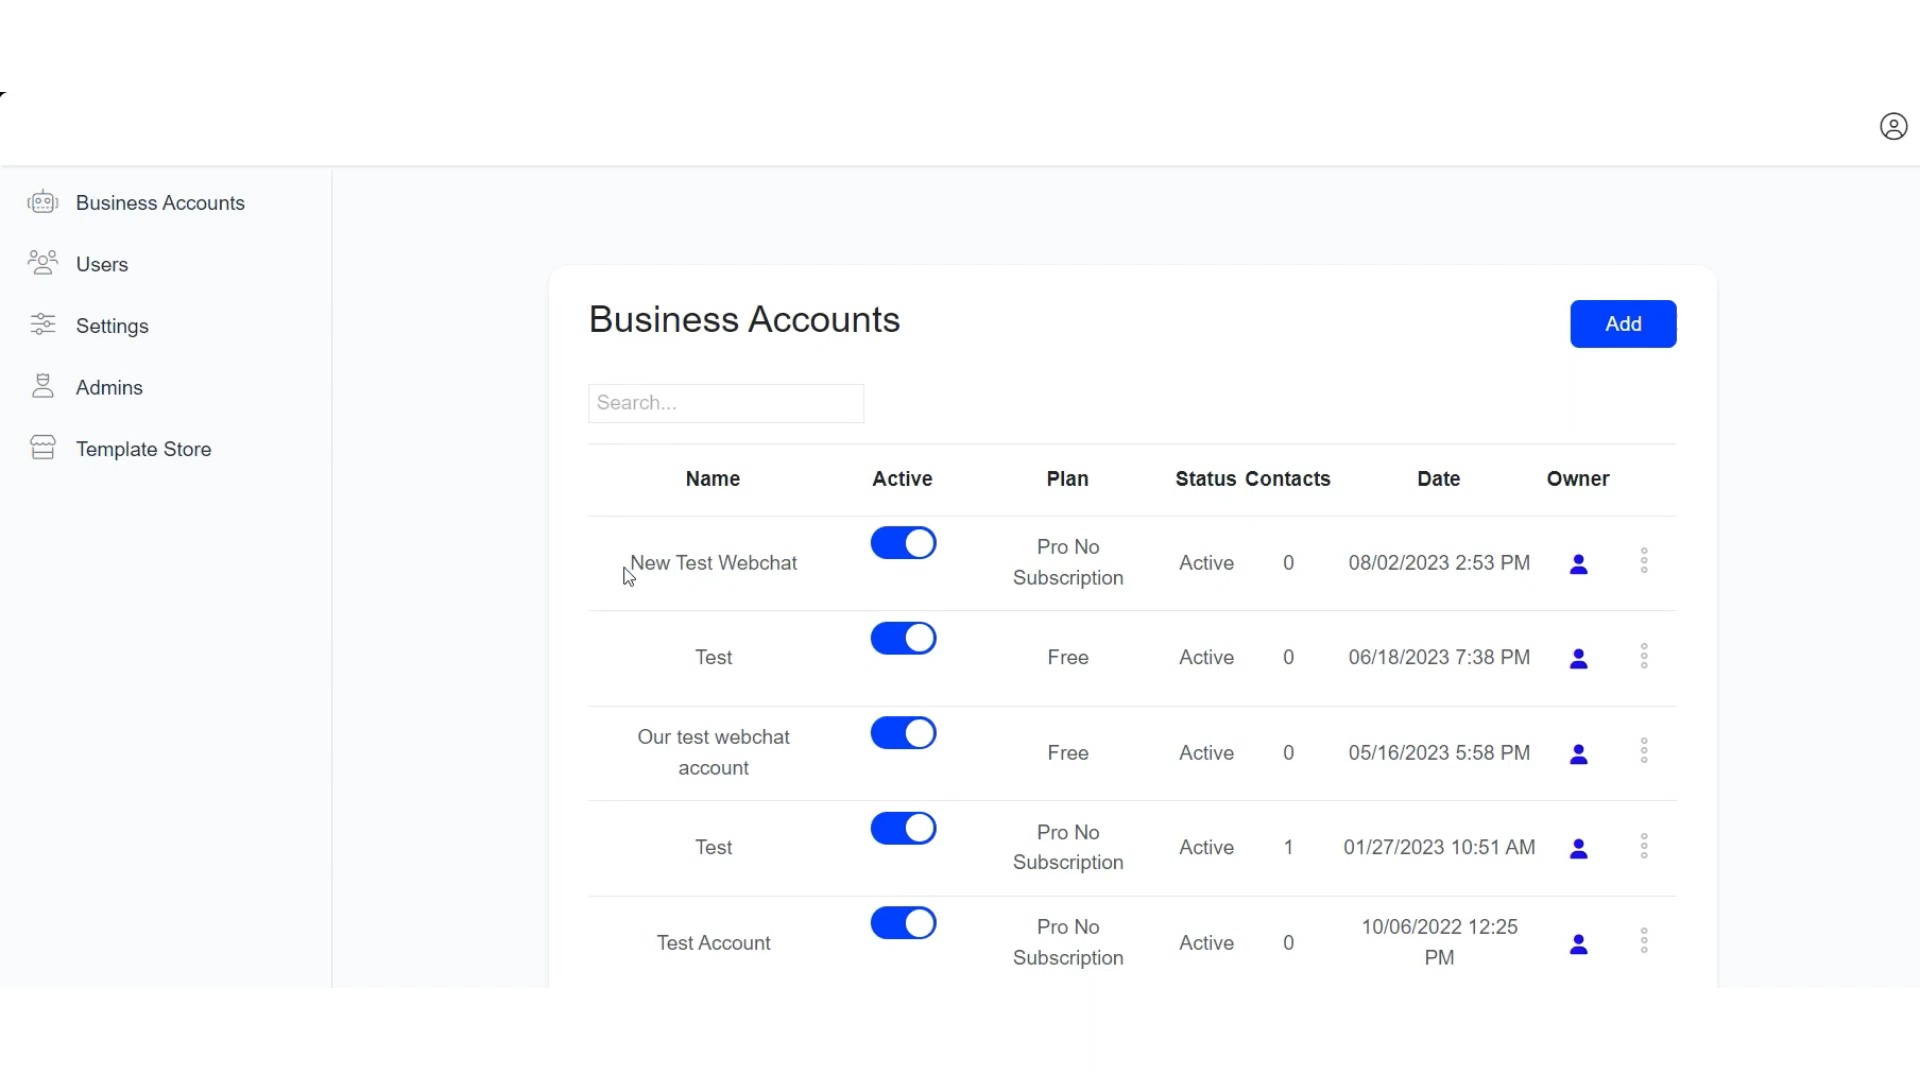 Business Accounts
Users
Settings
Admins
Template Store
Business Accounts
Add
Search...
Name Active Plan Status Contacts Date Owner
New Test Webchat Pro No Subscription Active 0 08/02/2023 2:53 PM
Test Free Active 0 06/18/2023 7:38 PM
Our test webchat account Free Active 0 05/16/2023 5:58 PM
Test Pro No Subscription Active 1 01/27/2023 10:51 AM
Test Account Pro No Subscription Active 0 10/06/2022 12:25 PM